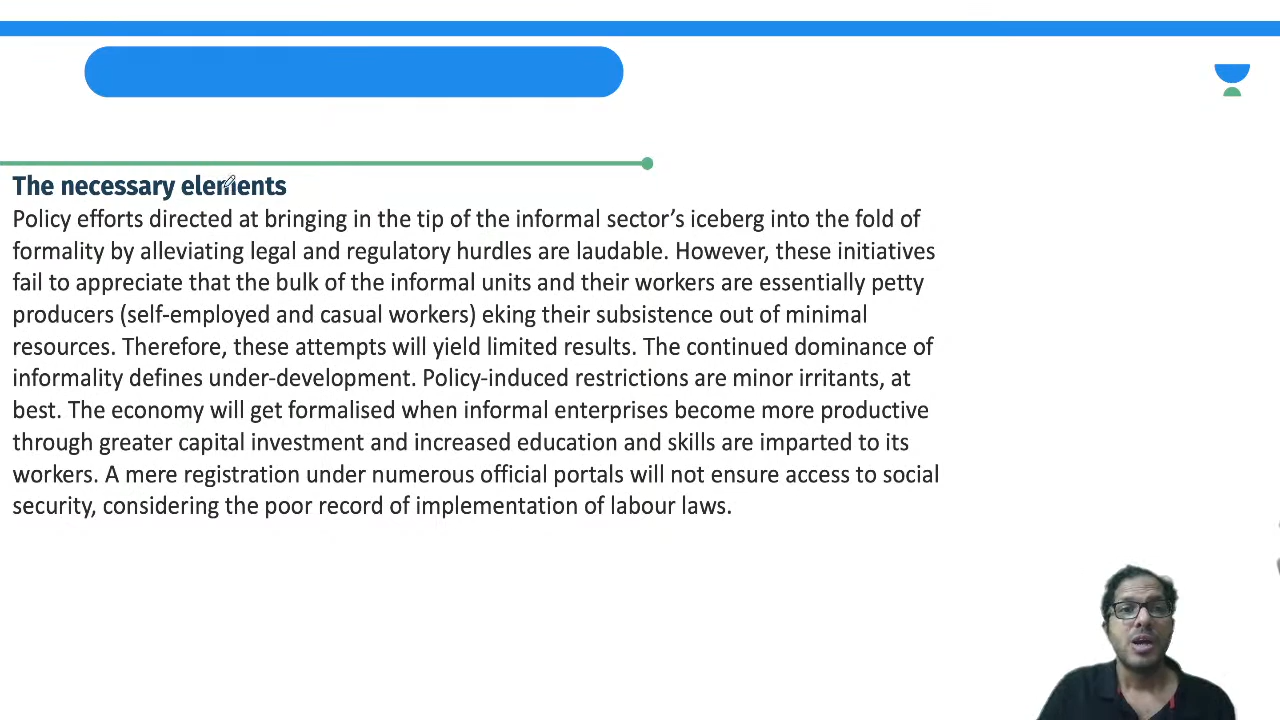 The necessary elements
Policy efforts directed at bringing in the tip of the informal sector’s iceberg into the fold of
formality by alleviating legal and regulatory hurdles are laudable. However, these initiatives
fail to appreciate that the bulk of the informal units and their workers are essentially petty
producers (self-employed and casual workers) eking their subsistence out of minimal
resources. Therefore, these attempts will yield limited results. The continued dominance of
informality defines under-development. Policy-induced restrictions are minor irritants, at
best. The economy will get formalised when informal enterprises become more productive
through greater capital investment and increased education and skills are imparted to its
workers. A mere registration under numerous official portals will not ensure access to social
security, considering the poor record of implementation of labour laws.